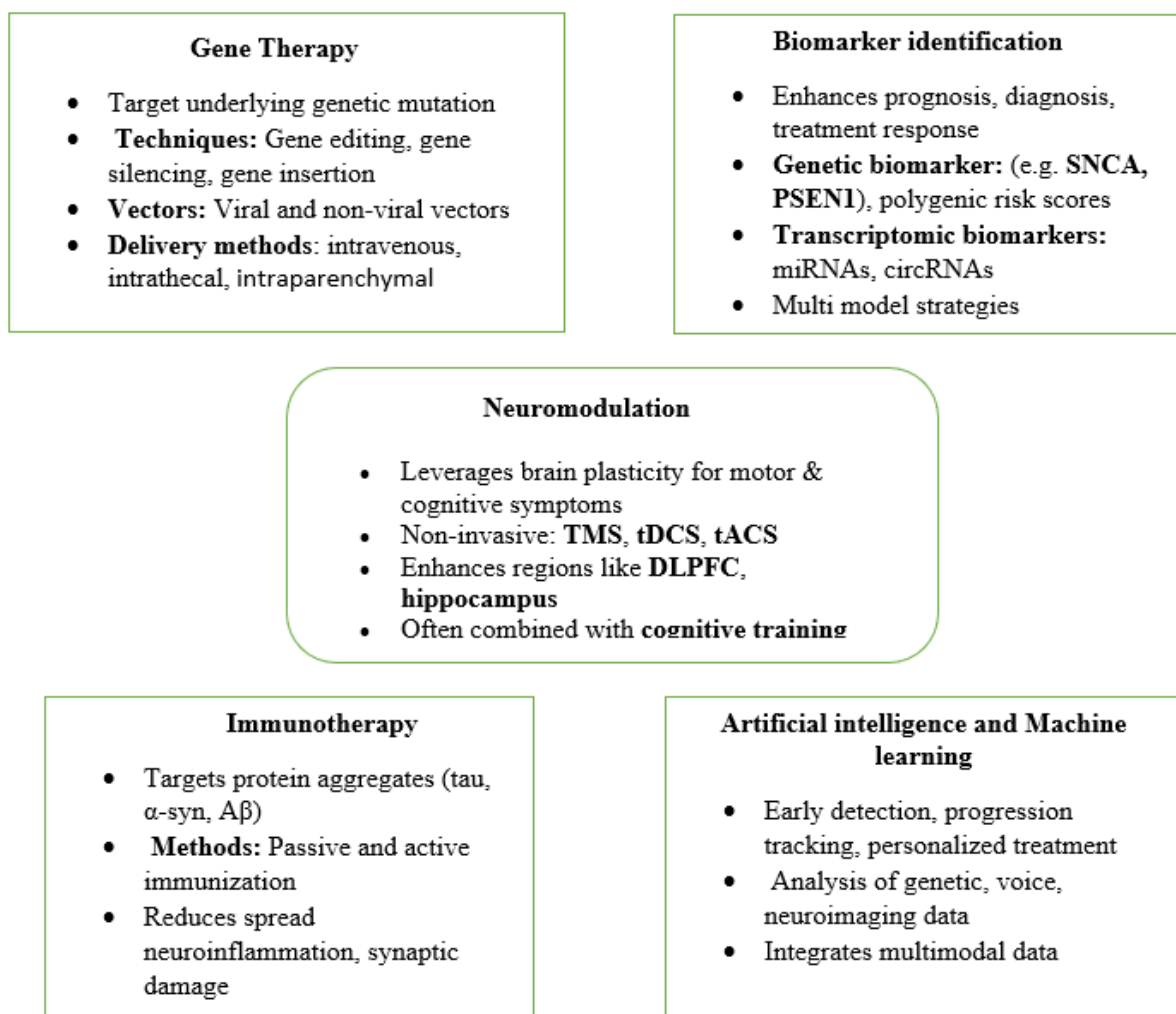 Gene Therapy
• Target underlying genetic mutation
• Techniques: Gene editing, gene
silencing, gene insertion
• Vectors: Viral and non-viral vectors
• Delivery methods: intravenous,
intrathecal, intraparenchymal
Biomarker identification
• Enhances prognosis, diagnosis,
treatment response
• Genetic biomarker: (e.g. SNCA,
PSEN1), polygenic risk scores
• Transcriptomic biomarkers:
miRNAs, circRNAs
• Multi model strategies
Neuromodulation
• Leverages brain plasticity for motor &
cognitive symptoms
• Non-invasive: TMS, tDCS, tACS
• Enhances regions like DLPFC,
hippocampus
• Often combined with cognitive training
Immunotherapy
• Targets protein aggregates (tau,
α-syn, Aβ)
• Methods: Passive and active
immunization
• Reduces spread
neuroinflammation, synaptic
damage
Artificial intelligence and Machine
learning
• Early detection, progression
tracking, personalized treatment
• Analysis of genetic, voice,
neuroimaging data
• Integrates multimodal data